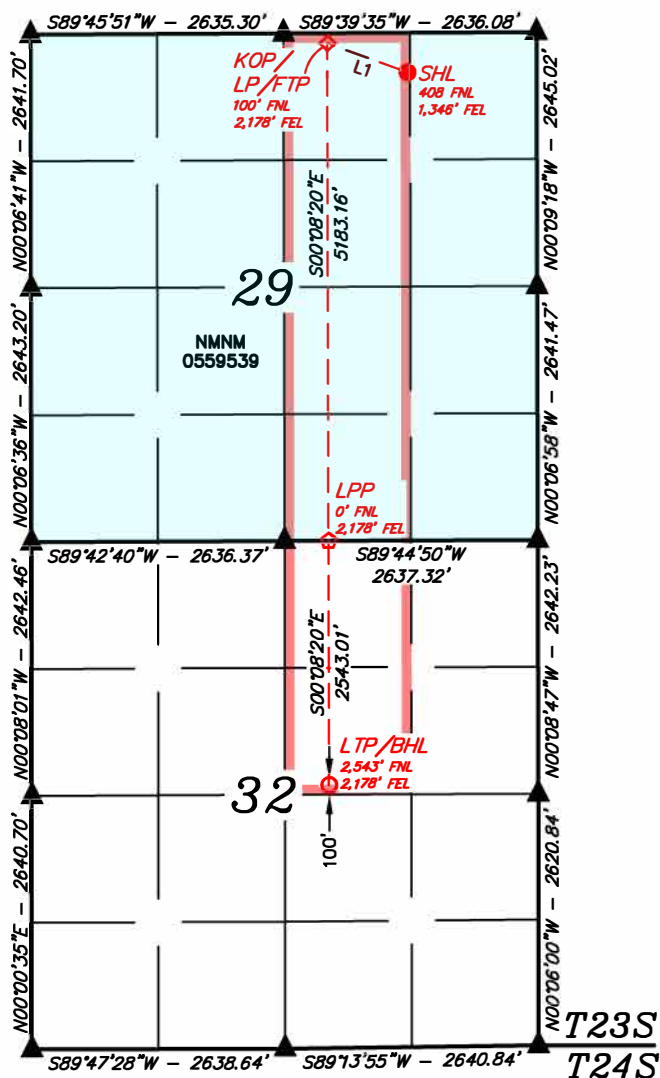 S89°45'51"W - 2635.30'
S89°39'35"W - 2636.08'
KOP/
LP/FTP
100' FNL
2,178' FEL
L1
SHL
408 FNL
1,346' FEL
N00°06'41"W - 2641.70'
N00°09'18"W - 2645.02'
S00°08'20"E
5183.16'
29
NMNM
0559539
N00°06'36"W - 2643.20'
N00°06'58"W - 2641.47'
LPP
0' FNL
2,178' FEL
S89°42'40"W - 2636.37'
S89°44'50"W
2637.32'
N00°08'01"W - 2642.46'
N00°08'47"W - 2642.23'
S00°08'20"E
2543.01'
LTP/BHL
2,543' FNL
2,178' FEL
32
100'
N00°00'35"E - 2640.70'
N00°06'00"W - 2620.84'
S89°47'28"W - 2638.64'
S89°13'55"W - 2640.84'
T23S
T24S